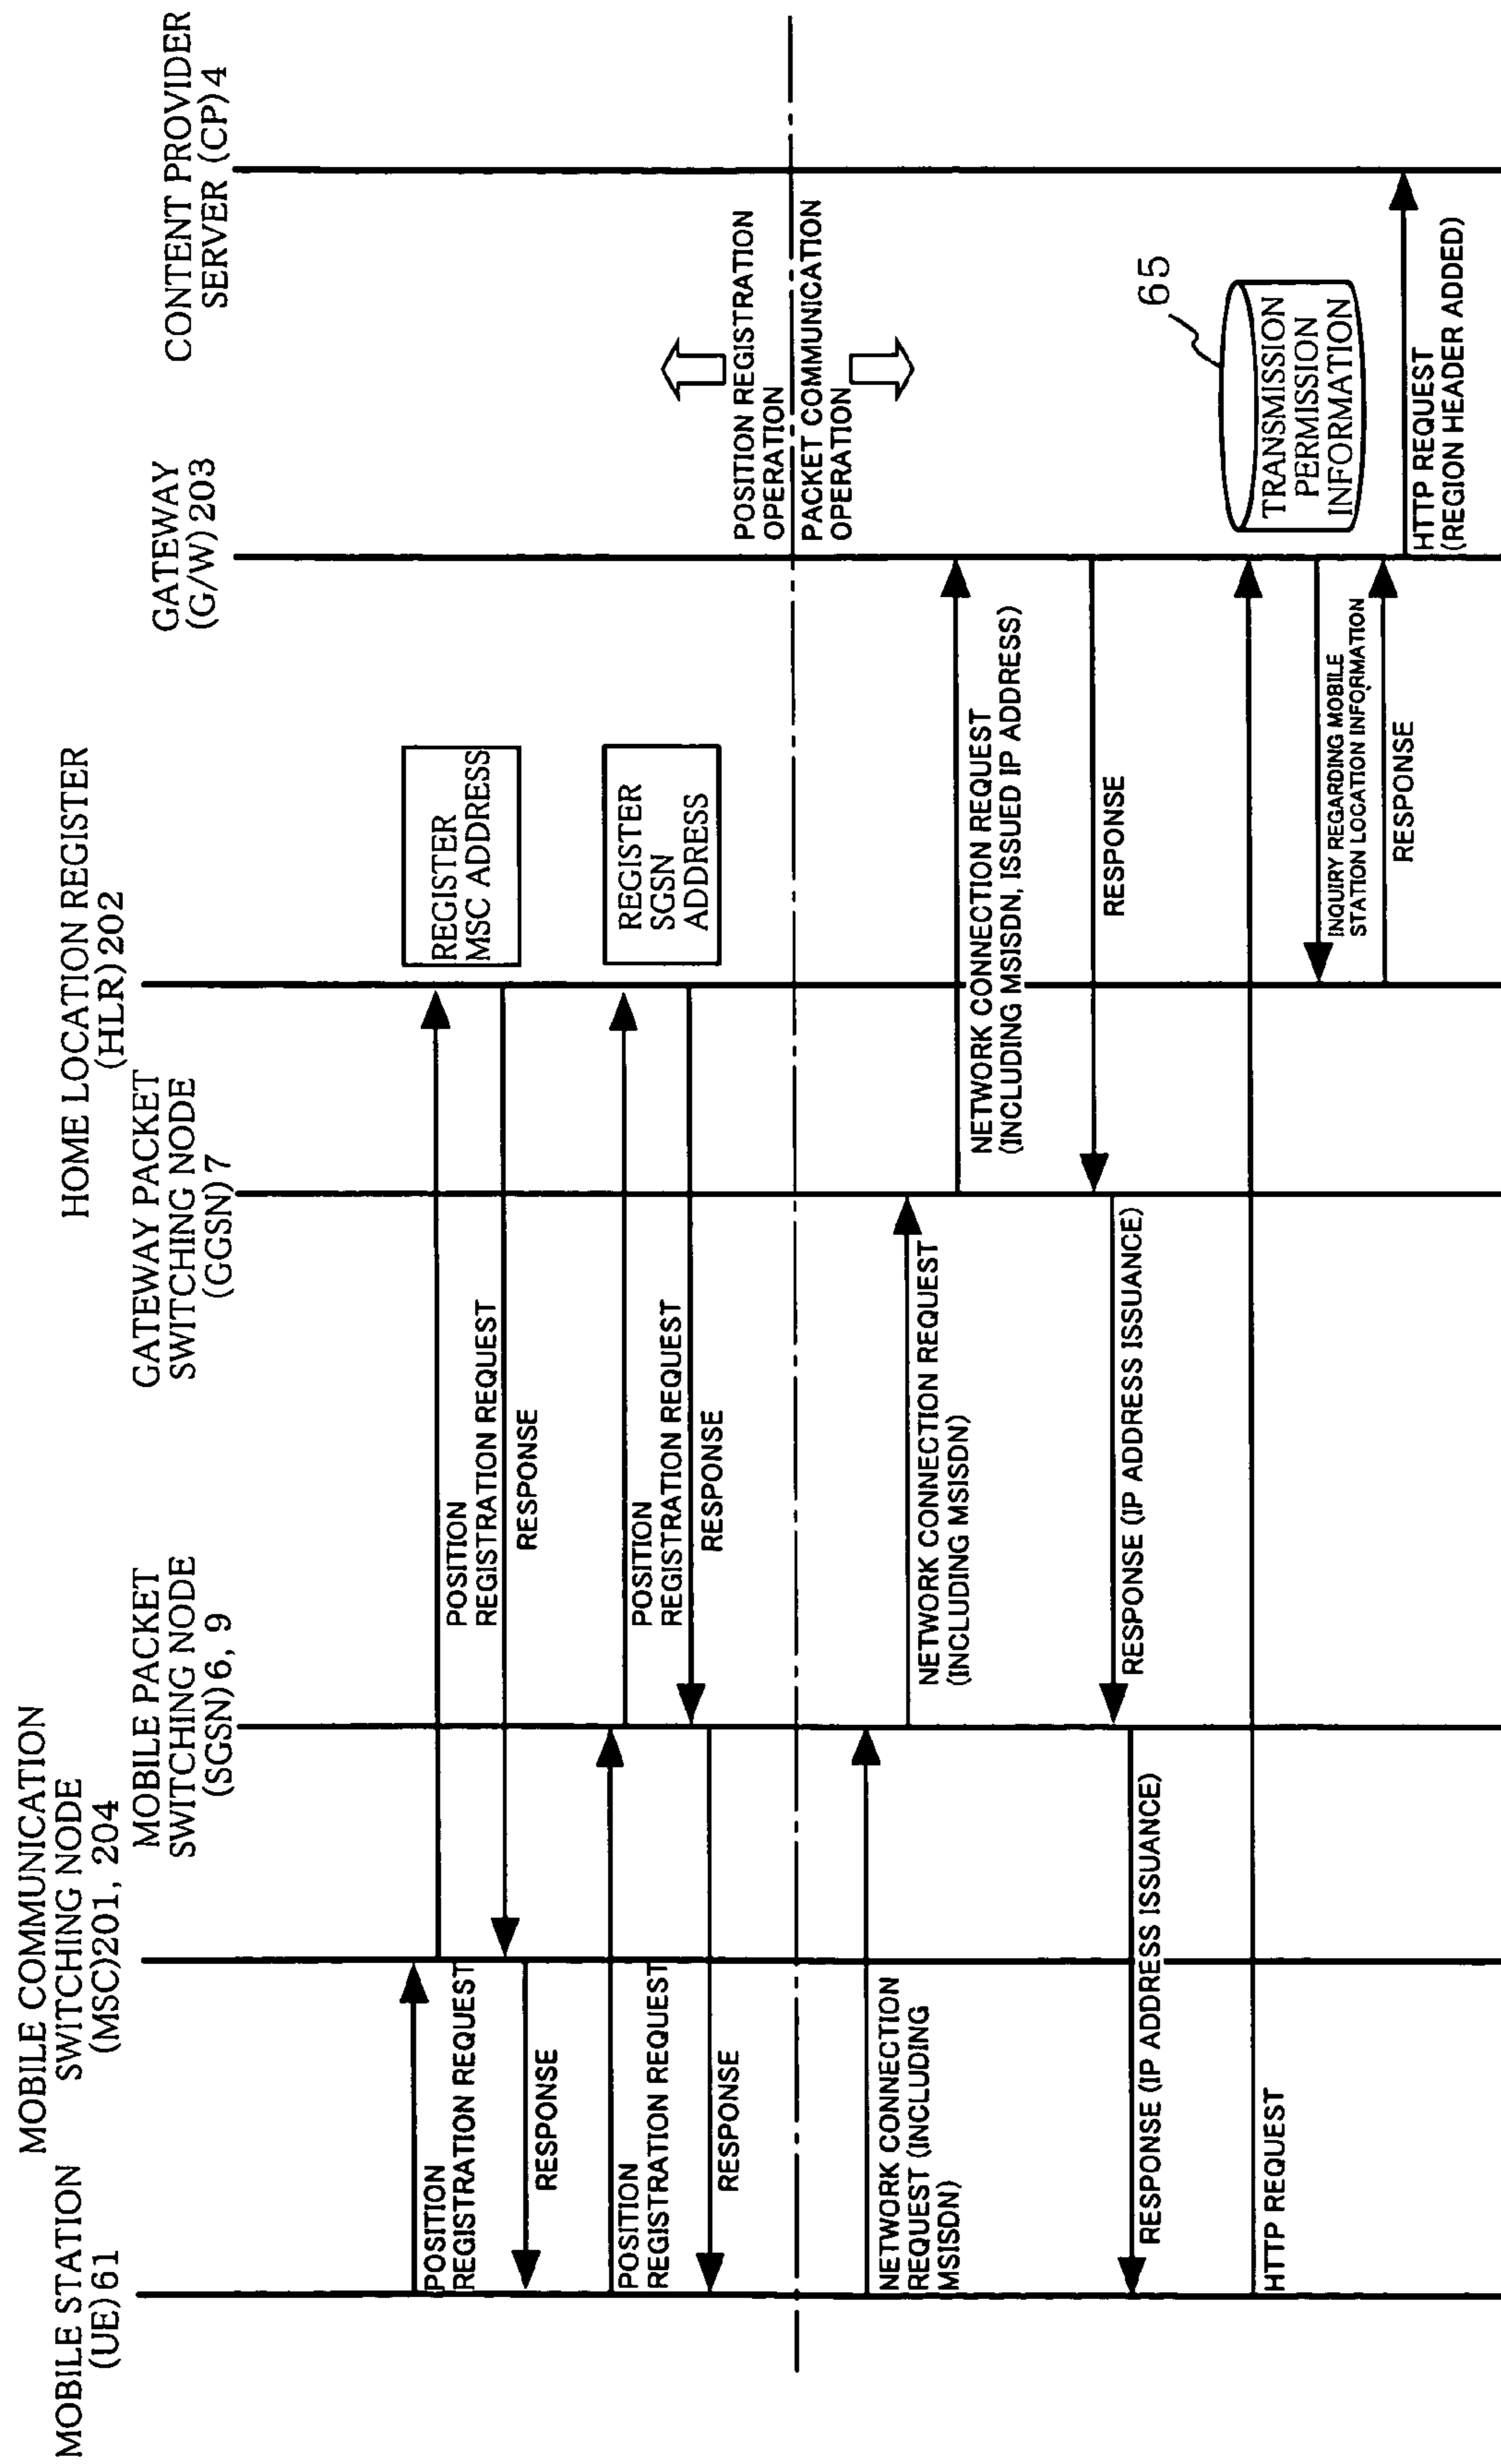 MOBILE STATION
(UE)61
MOBILE COMMUNICATION
SWITCHING NODE
(MSC)201, 204
MOBILE PACKET
SWITCHING NODE
(SGSN)6, 9
GATEWAY PACKET
SWITCHING NODE
(GGSN)7
HOME LOCATION REGISTER
(HLR)202
GATEWAY
(G/W)203
CONTENT PROVIDER
SERVER (CP)4
POSITION
REGISTRATION REQUEST
POSITION
REGISTRATION REQUEST
REGISTER
MSC ADDRESS
RESPONSE
RESPONSE
POSITION
REGISTRATION REQUEST
POSITION
REGISTRATION REQUEST
REGISTER
SGSN
ADDRESS
RESPONSE
RESPONSE
POSITION REGISTRATION
OPERATION
PACKET COMMUNICATION
OPERATION
NETWORK CONNECTION
REQUEST (INCLUDING
MSISDN)
NETWORK CONNECTION REQUEST
(INCLUDING MSISDN)
NETWORK CONNECTION REQUEST
(INCLUDING MSISDN, ISSUED IP ADDRESS)
RESPONSE
RESPONSE (IP ADDRESS ISSUANCE)
RESPONSE (IP ADDRESS ISSUANCE)
HTTP REQUEST
65
TRANSMISSION
PERMISSION
INFORMATION
INQUIRY REGARDING MOBILE
STATION LOCATION INFORMATION
RESPONSE
HTTP REQUEST
(REGION HEADER ADDED)